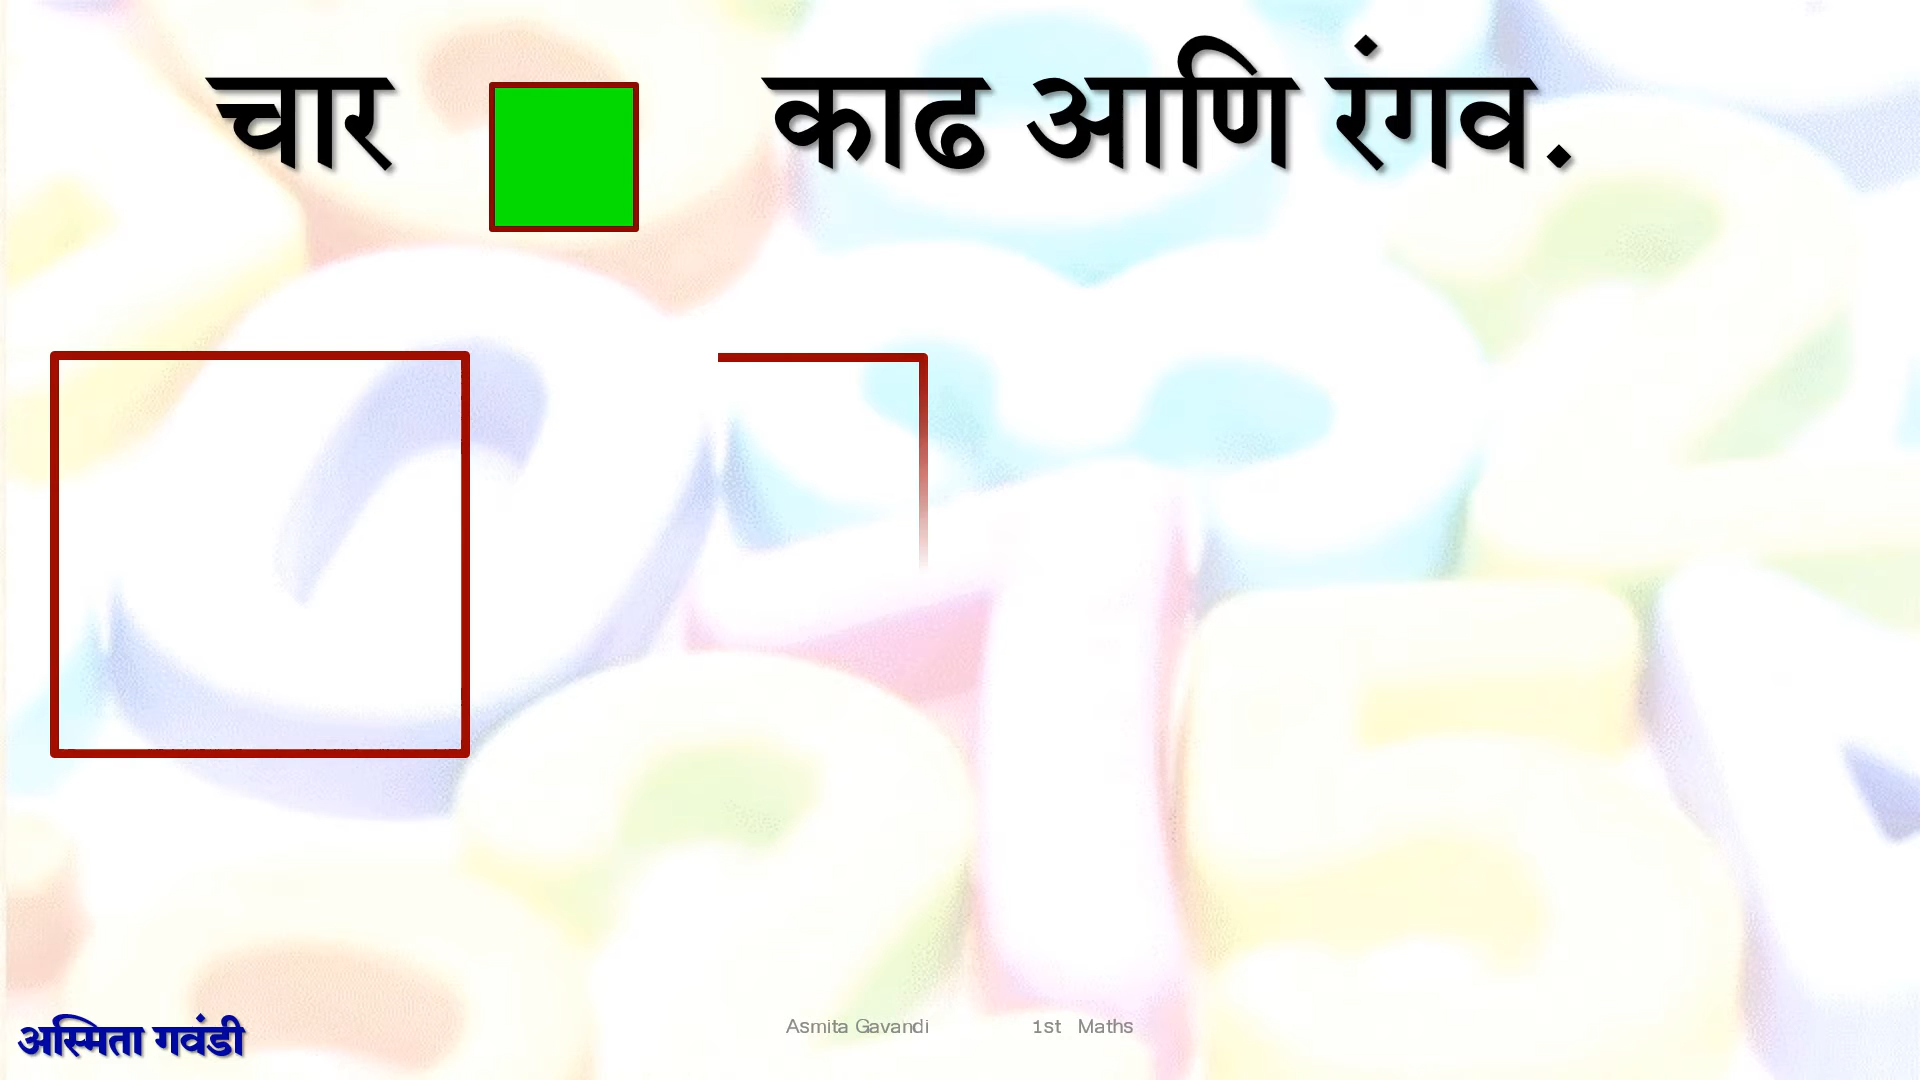 चार काढ आणि रंगव.
अस्मिता गवंडी
Asmita Gavandi 1st Maths